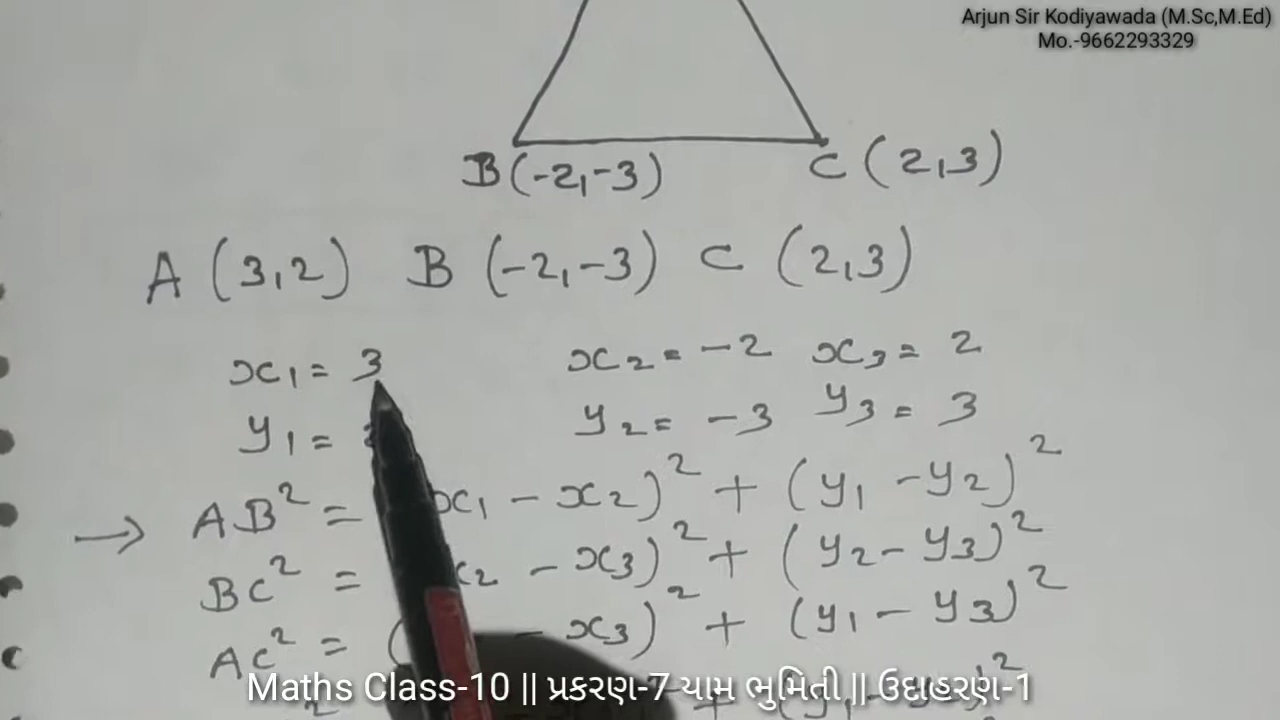 Arjun Sir Kodiyawada (M.Sc,M.Ed)
Mo.-9662293329
B(-2,-3) C (2,3)
A (3,2) B (-2,-3) C (2,3)
x₁ = 3 x₂ = -2 x₃ = 2
y₁ = y₂ = -3 y₃ = 3
→ AB² = x₁ - x₂)² + (y₁ - y₂)²
BC² = x₂ - x₃)² + (y₂ - y₃)²
AC² = ( - x₃)² + (y₁ - y₃)²
Maths Class-10 || પ્રકરણ-7 યામ ભુમિતી || ઉદાહરણ-1